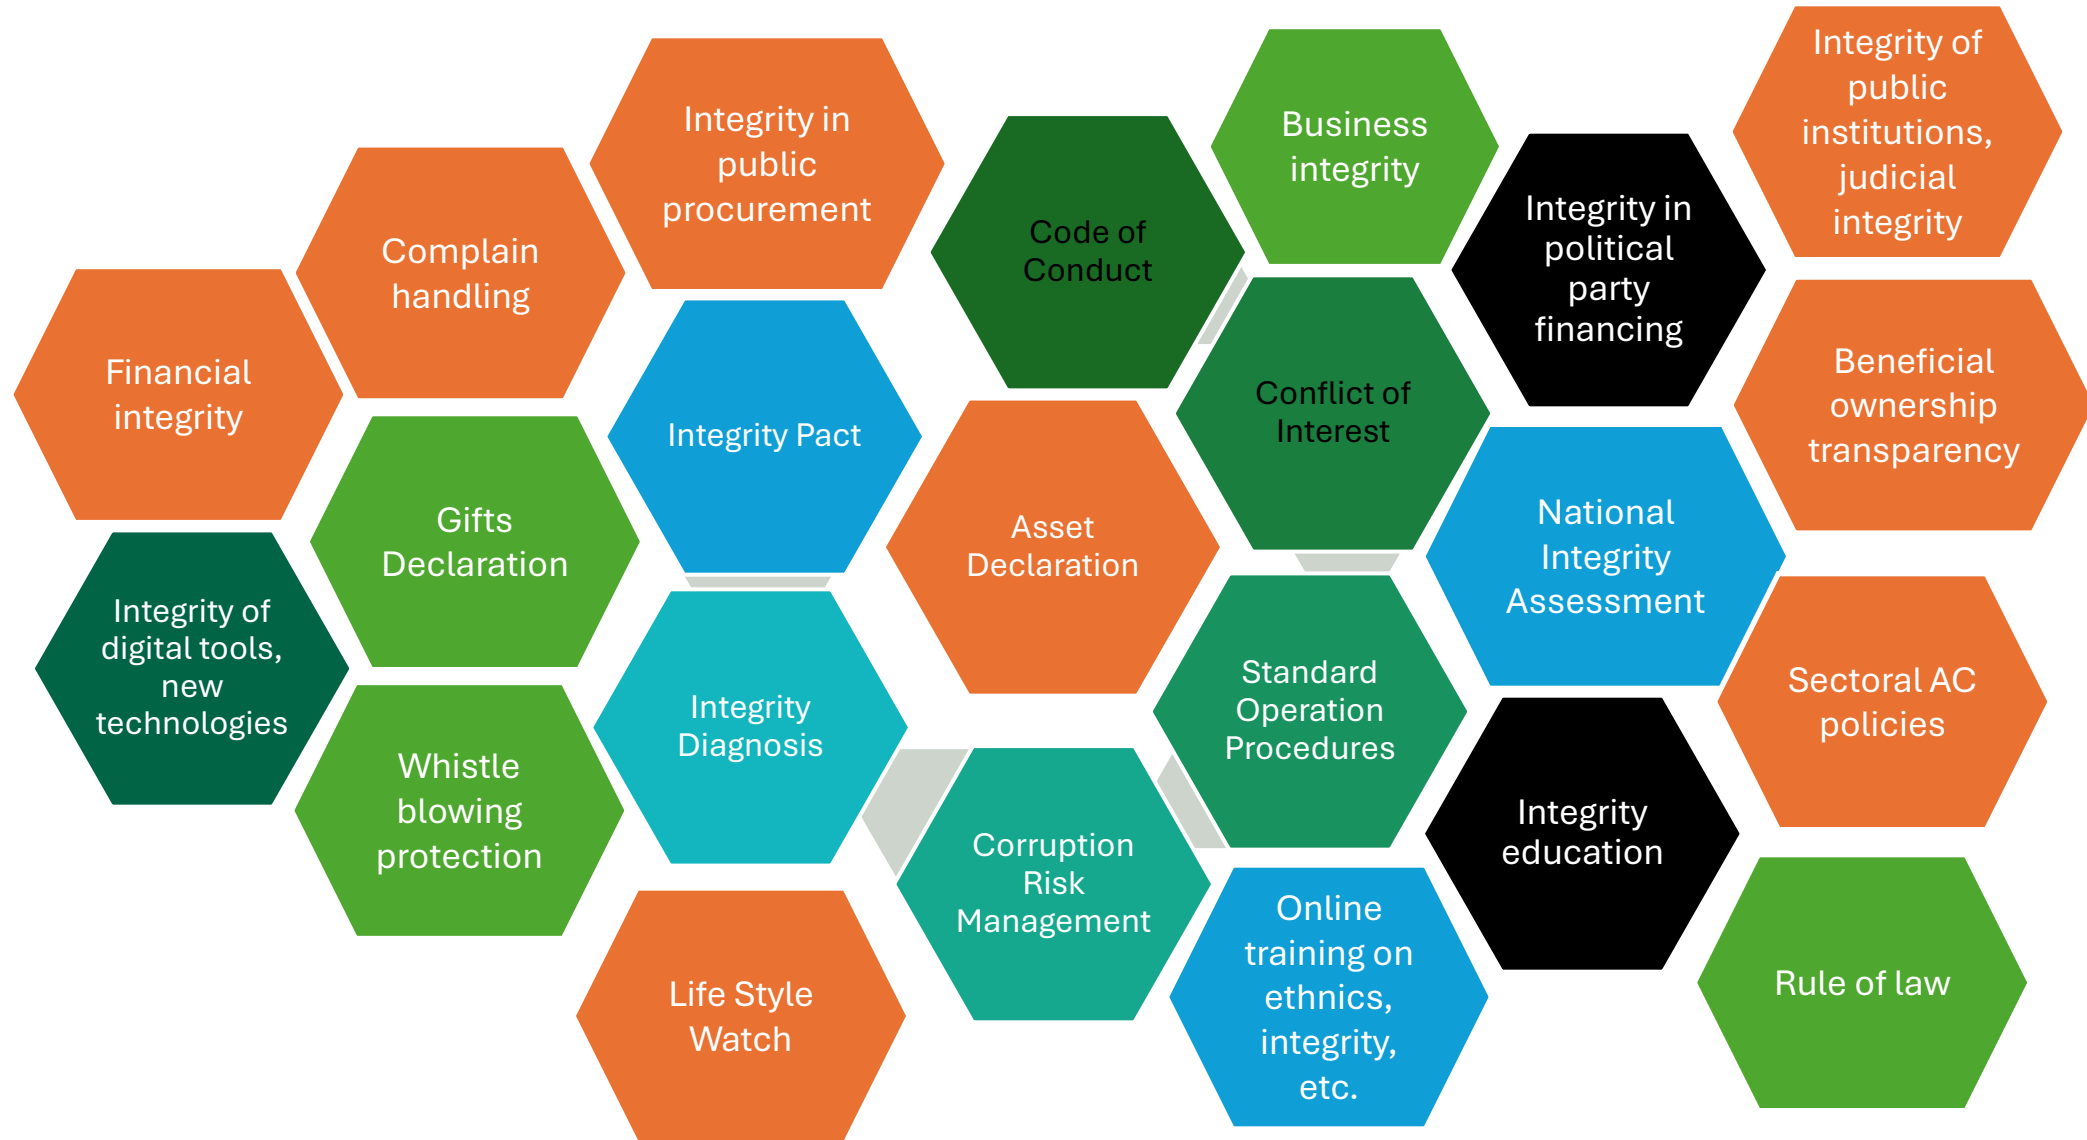 Financial
integrity
Integrity of
digital tools,
new
technologies
Complain
handling
Gifts
Declaration
Whistle
blowing
protection
Integrity in
public
procurement
Integrity Pact
Integrity
Diagnosis
Life Style
Watch
Code of
Conduct
Asset
Declaration
Corruption
Risk
Management
Business
integrity
Conflict of
Interest
Standard
Operation
Procedures
Online
training on
ethnics,
integrity,
etc.
Integrity in
political
party
financing
National
Integrity
Assessment
Integrity
education
Integrity of
public
institutions,
judicial
integrity
Beneficial
ownership
transparency
Sectoral AC
policies
Rule of law